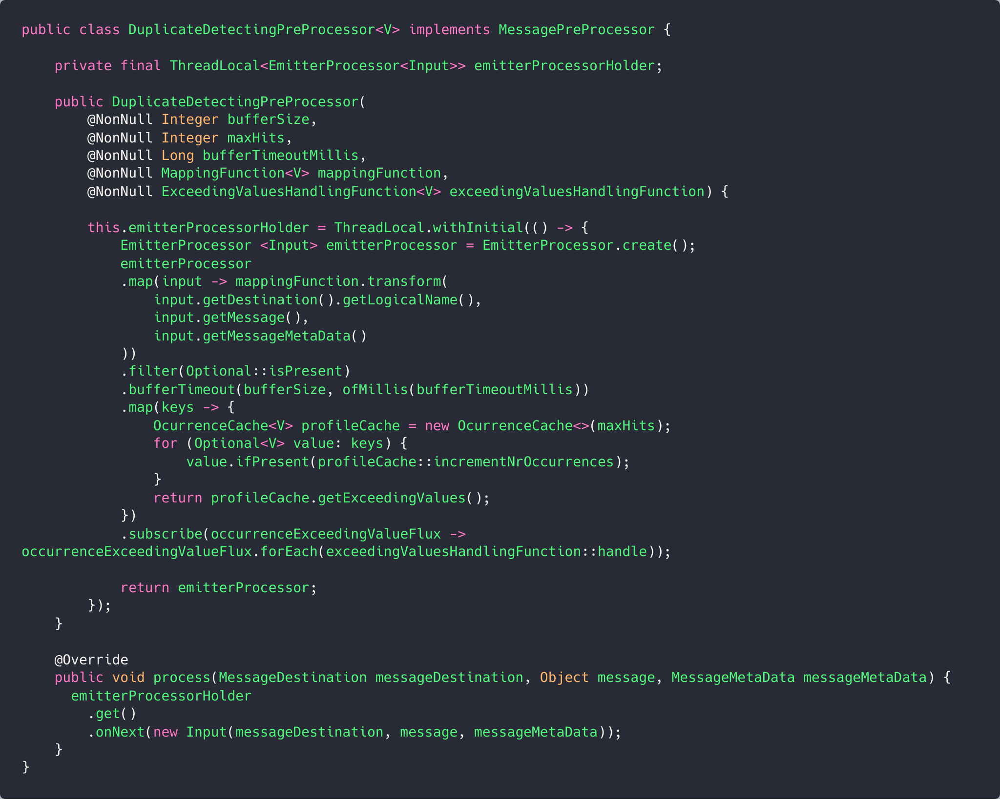 public class DuplicateDetectingPreProcessor<V> implements MessagePreProcessor {
private final ThreadLocal<EmitterProcessor<Input>> emitterProcessorHolder;
public DuplicateDetectingPreProcessor(
@NonNull Integer bufferSize,
@NonNull Integer maxHits,
@NonNull Long bufferTimeoutMillis,
@NonNull MappingFunction<V> mappingFunction,
@NonNull ExceedingValuesHandlingFunction<V> exceedingValuesHandlingFunction) {
this.emitterProcessorHolder = ThreadLocal.withInitial(() -> {
EmitterProcessor <Input> emitterProcessor = EmitterProcessor.create();
emitterProcessor
.map(input -> mappingFunction.transform(
input.getDestination().getLogicalName(),
input.getMessage(),
input.getMessageMetaData()
))
.filter(Optional::isPresent)
.bufferTimeout(bufferSize, ofMillis(bufferTimeoutMillis))
.map(keys -> {
OcurrenceCache<V> profileCache = new OcurrenceCache<>(maxHits);
for (Optional<V> value: keys) {
value.ifPresent(profileCache::incrementNrOccurrences);
}
return profileCache.getExceedingValues();
})
.subscribe(occurrenceExceedingValueFlux ->
occurrenceExceedingValueFlux.forEach(exceedingValuesHandlingFunction::handle));
return emitterProcessor;
});
}
@Override
public void process(MessageDestination messageDestination, Object message, MessageMetaData messageMetaData) {
emitterProcessorHolder
.get()
.onNext(new Input(messageDestination, message, messageMetaData));
}
}